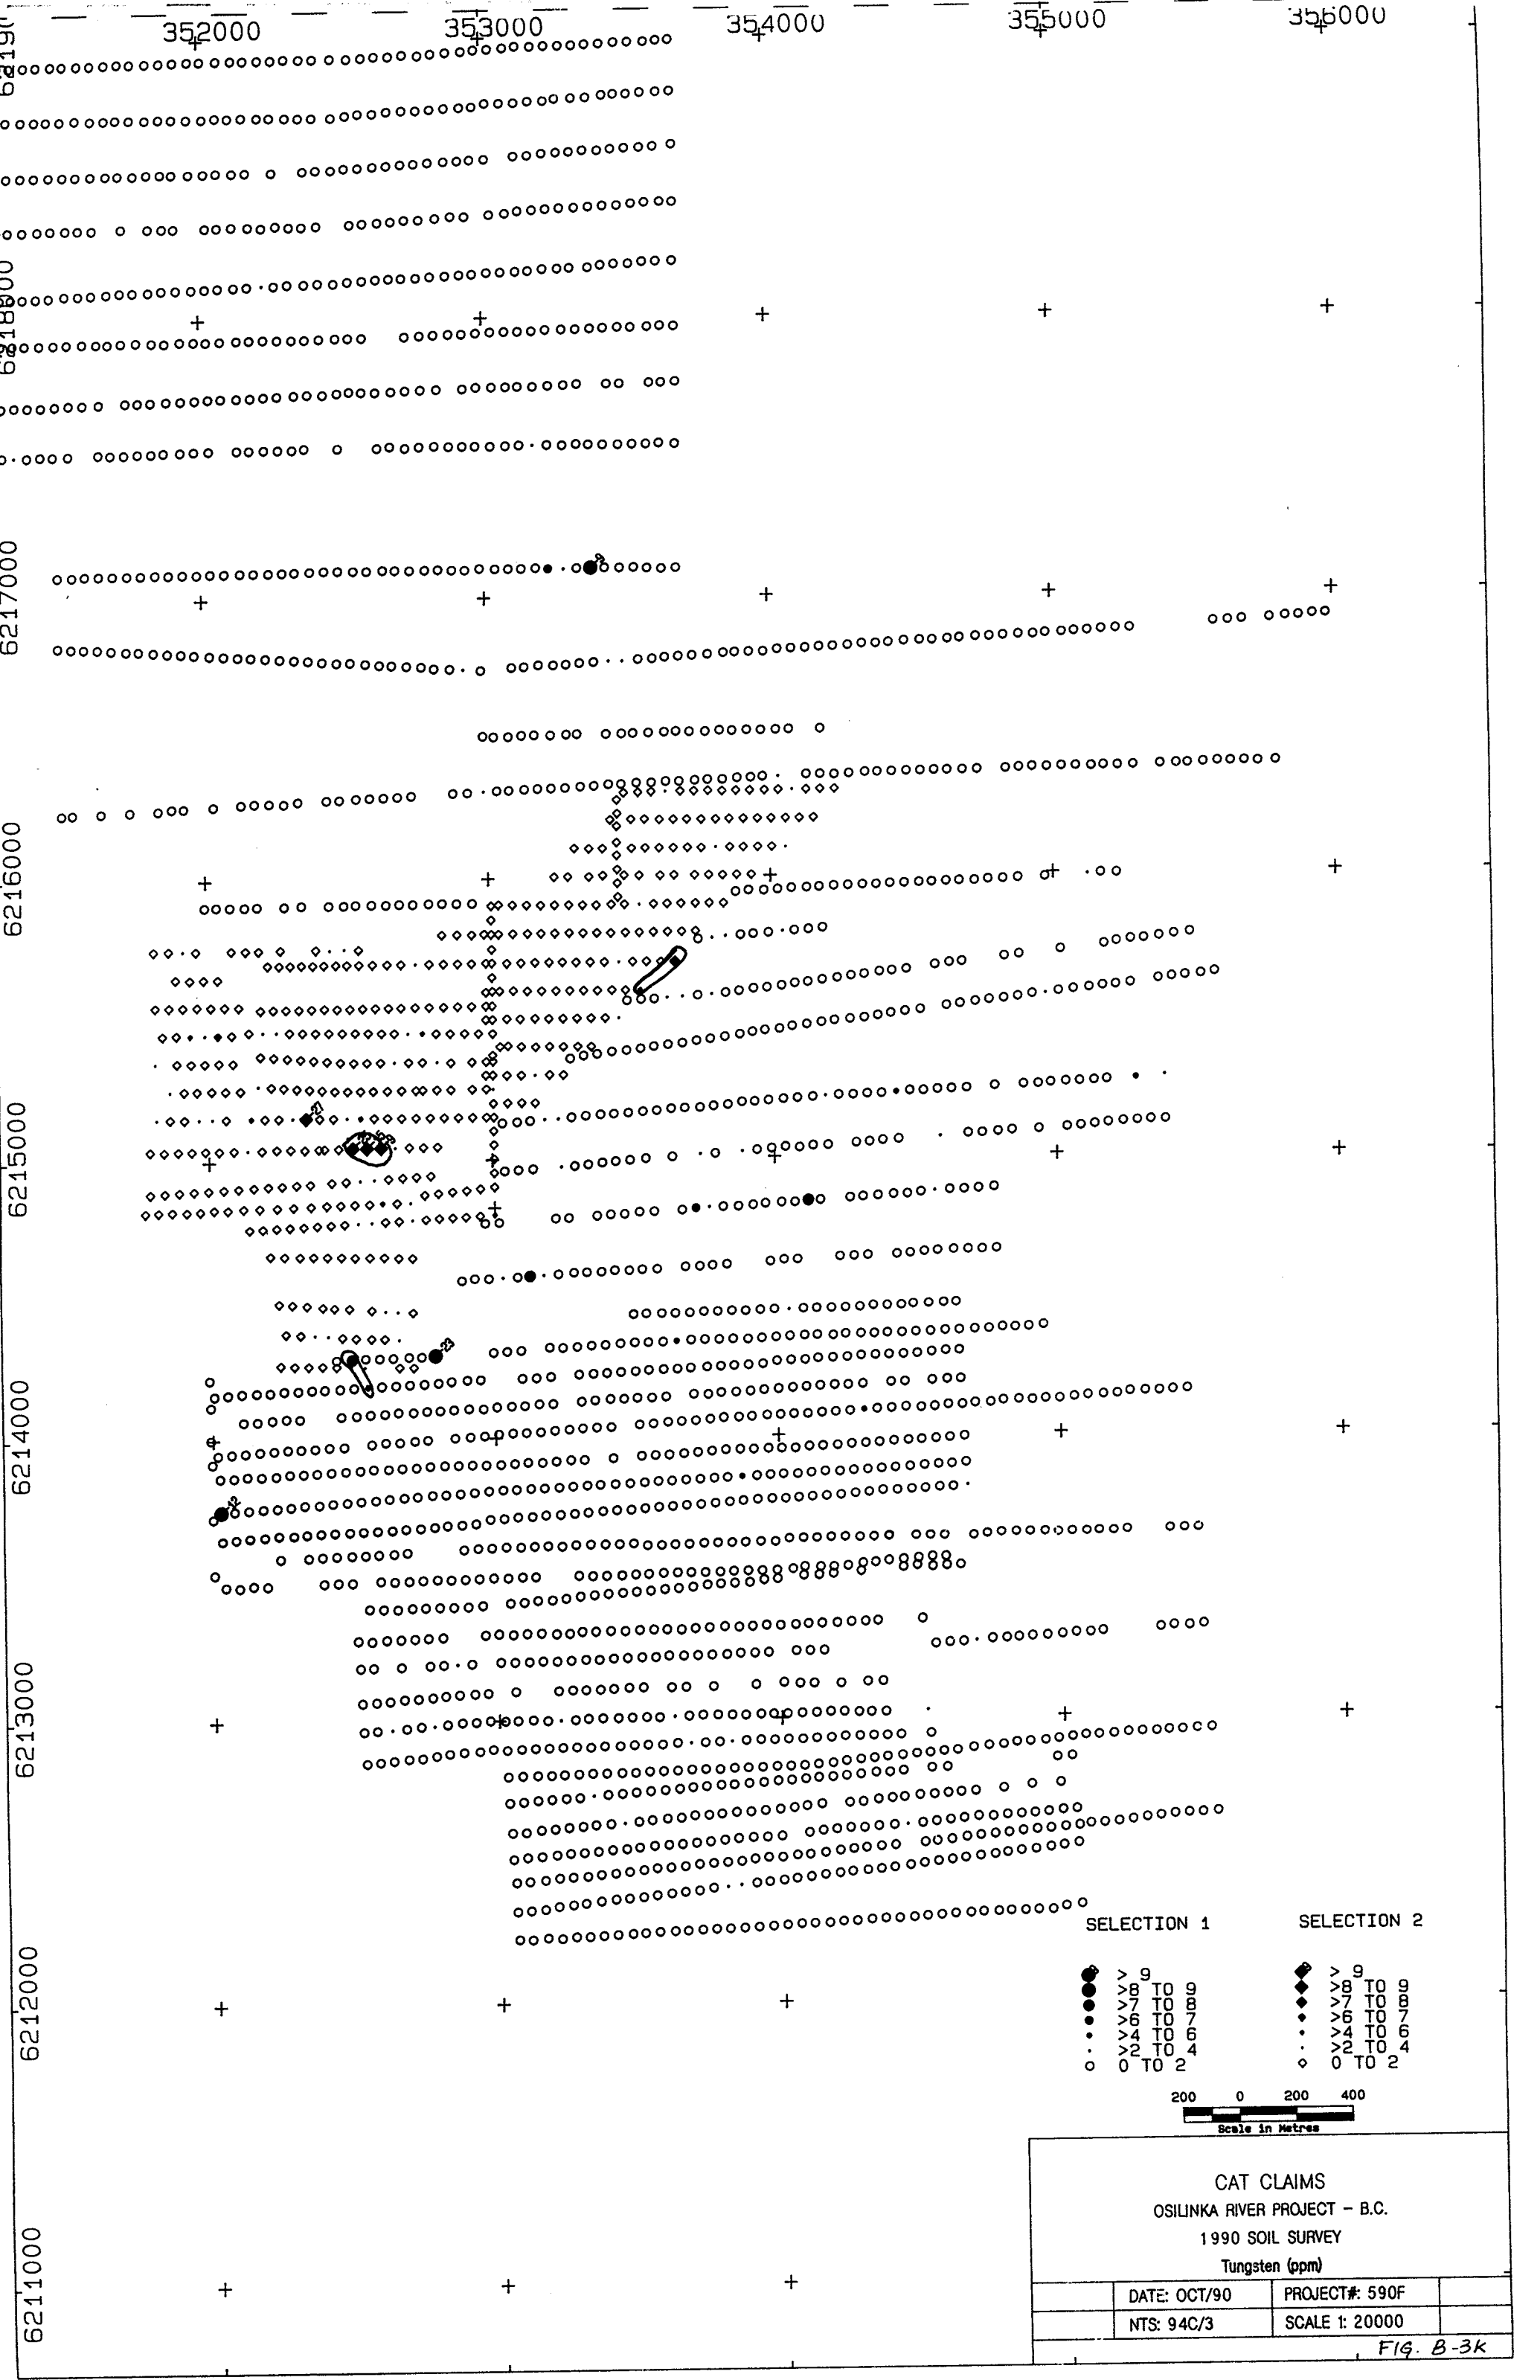 352000 353000 354000 355000 356000
6218000
6217000
6216000
6215000
23
6214000
6213000
6212000
6211000
SELECTION 1 SELECTION 2
> 9 > 9
>8 TO 9 >8 TO 9
>7 TO 8 >7 TO 8
>6 TO 7 >6 TO 7
>4 TO 6 >4 TO 6
>2 TO 4 >2 TO 4
0 TO 2 0 TO 2
200 0 200 400
Scale in Metres
CAT CLAIMS
OSILINKA RIVER PROJECT - B.C.
1990 SOIL SURVEY
Tungsten (ppm)
DATE: OCT/90 PROJECT#: 590F
NTS: 94C/3 SCALE 1: 20000
FIG. B-3K